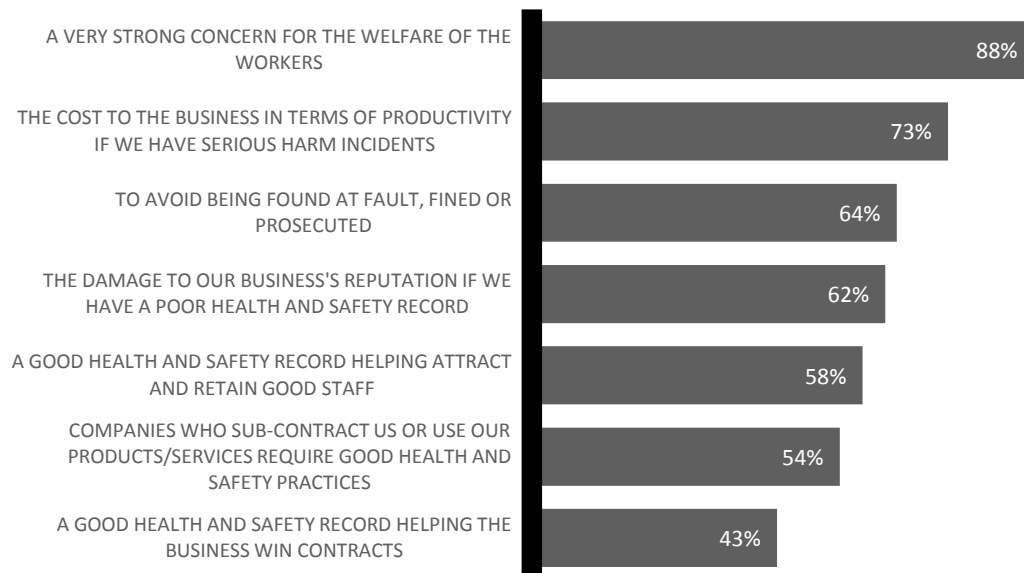 A VERY STRONG CONCERN FOR THE WELFARE OF THE
WORKERS
88%
THE COST TO THE BUSINESS IN TERMS OF PRODUCTIVITY
IF WE HAVE SERIOUS HARM INCIDENTS
73%
TO AVOID BEING FOUND AT FAULT, FINED OR
PROSECUTED
64%
THE DAMAGE TO OUR BUSINESS'S REPUTATION IF WE
HAVE A POOR HEALTH AND SAFETY RECORD
62%
A GOOD HEALTH AND SAFETY RECORD HELPING ATTRACT
AND RETAIN GOOD STAFF
58%
COMPANIES WHO SUB-CONTRACT US OR USE OUR
PRODUCTS/SERVICES REQUIRE GOOD HEALTH AND
SAFETY PRACTICES
54%
A GOOD HEALTH AND SAFETY RECORD HELPING THE
BUSINESS WIN CONTRACTS
43%